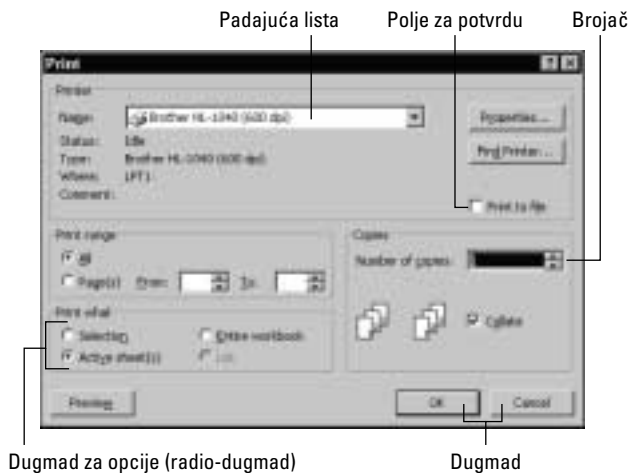 Padajuća lista Polje za potvrdu Brojač
Print
Printer
Name: Brother HL-1040 (600 dpi) Properties...
Status: Idle
Type: Brother HL-1040 (600 dpi) Find Printer...
Where: LPT1:
Comment: Print to file
Print range Copies
All Number of copies:
Page(s) From: To:
Print what Collate
Selection Entire workbook
Active sheet(s)
Preview OK Cancel
Dugmad za opcije (radio-dugmad) Dugmad